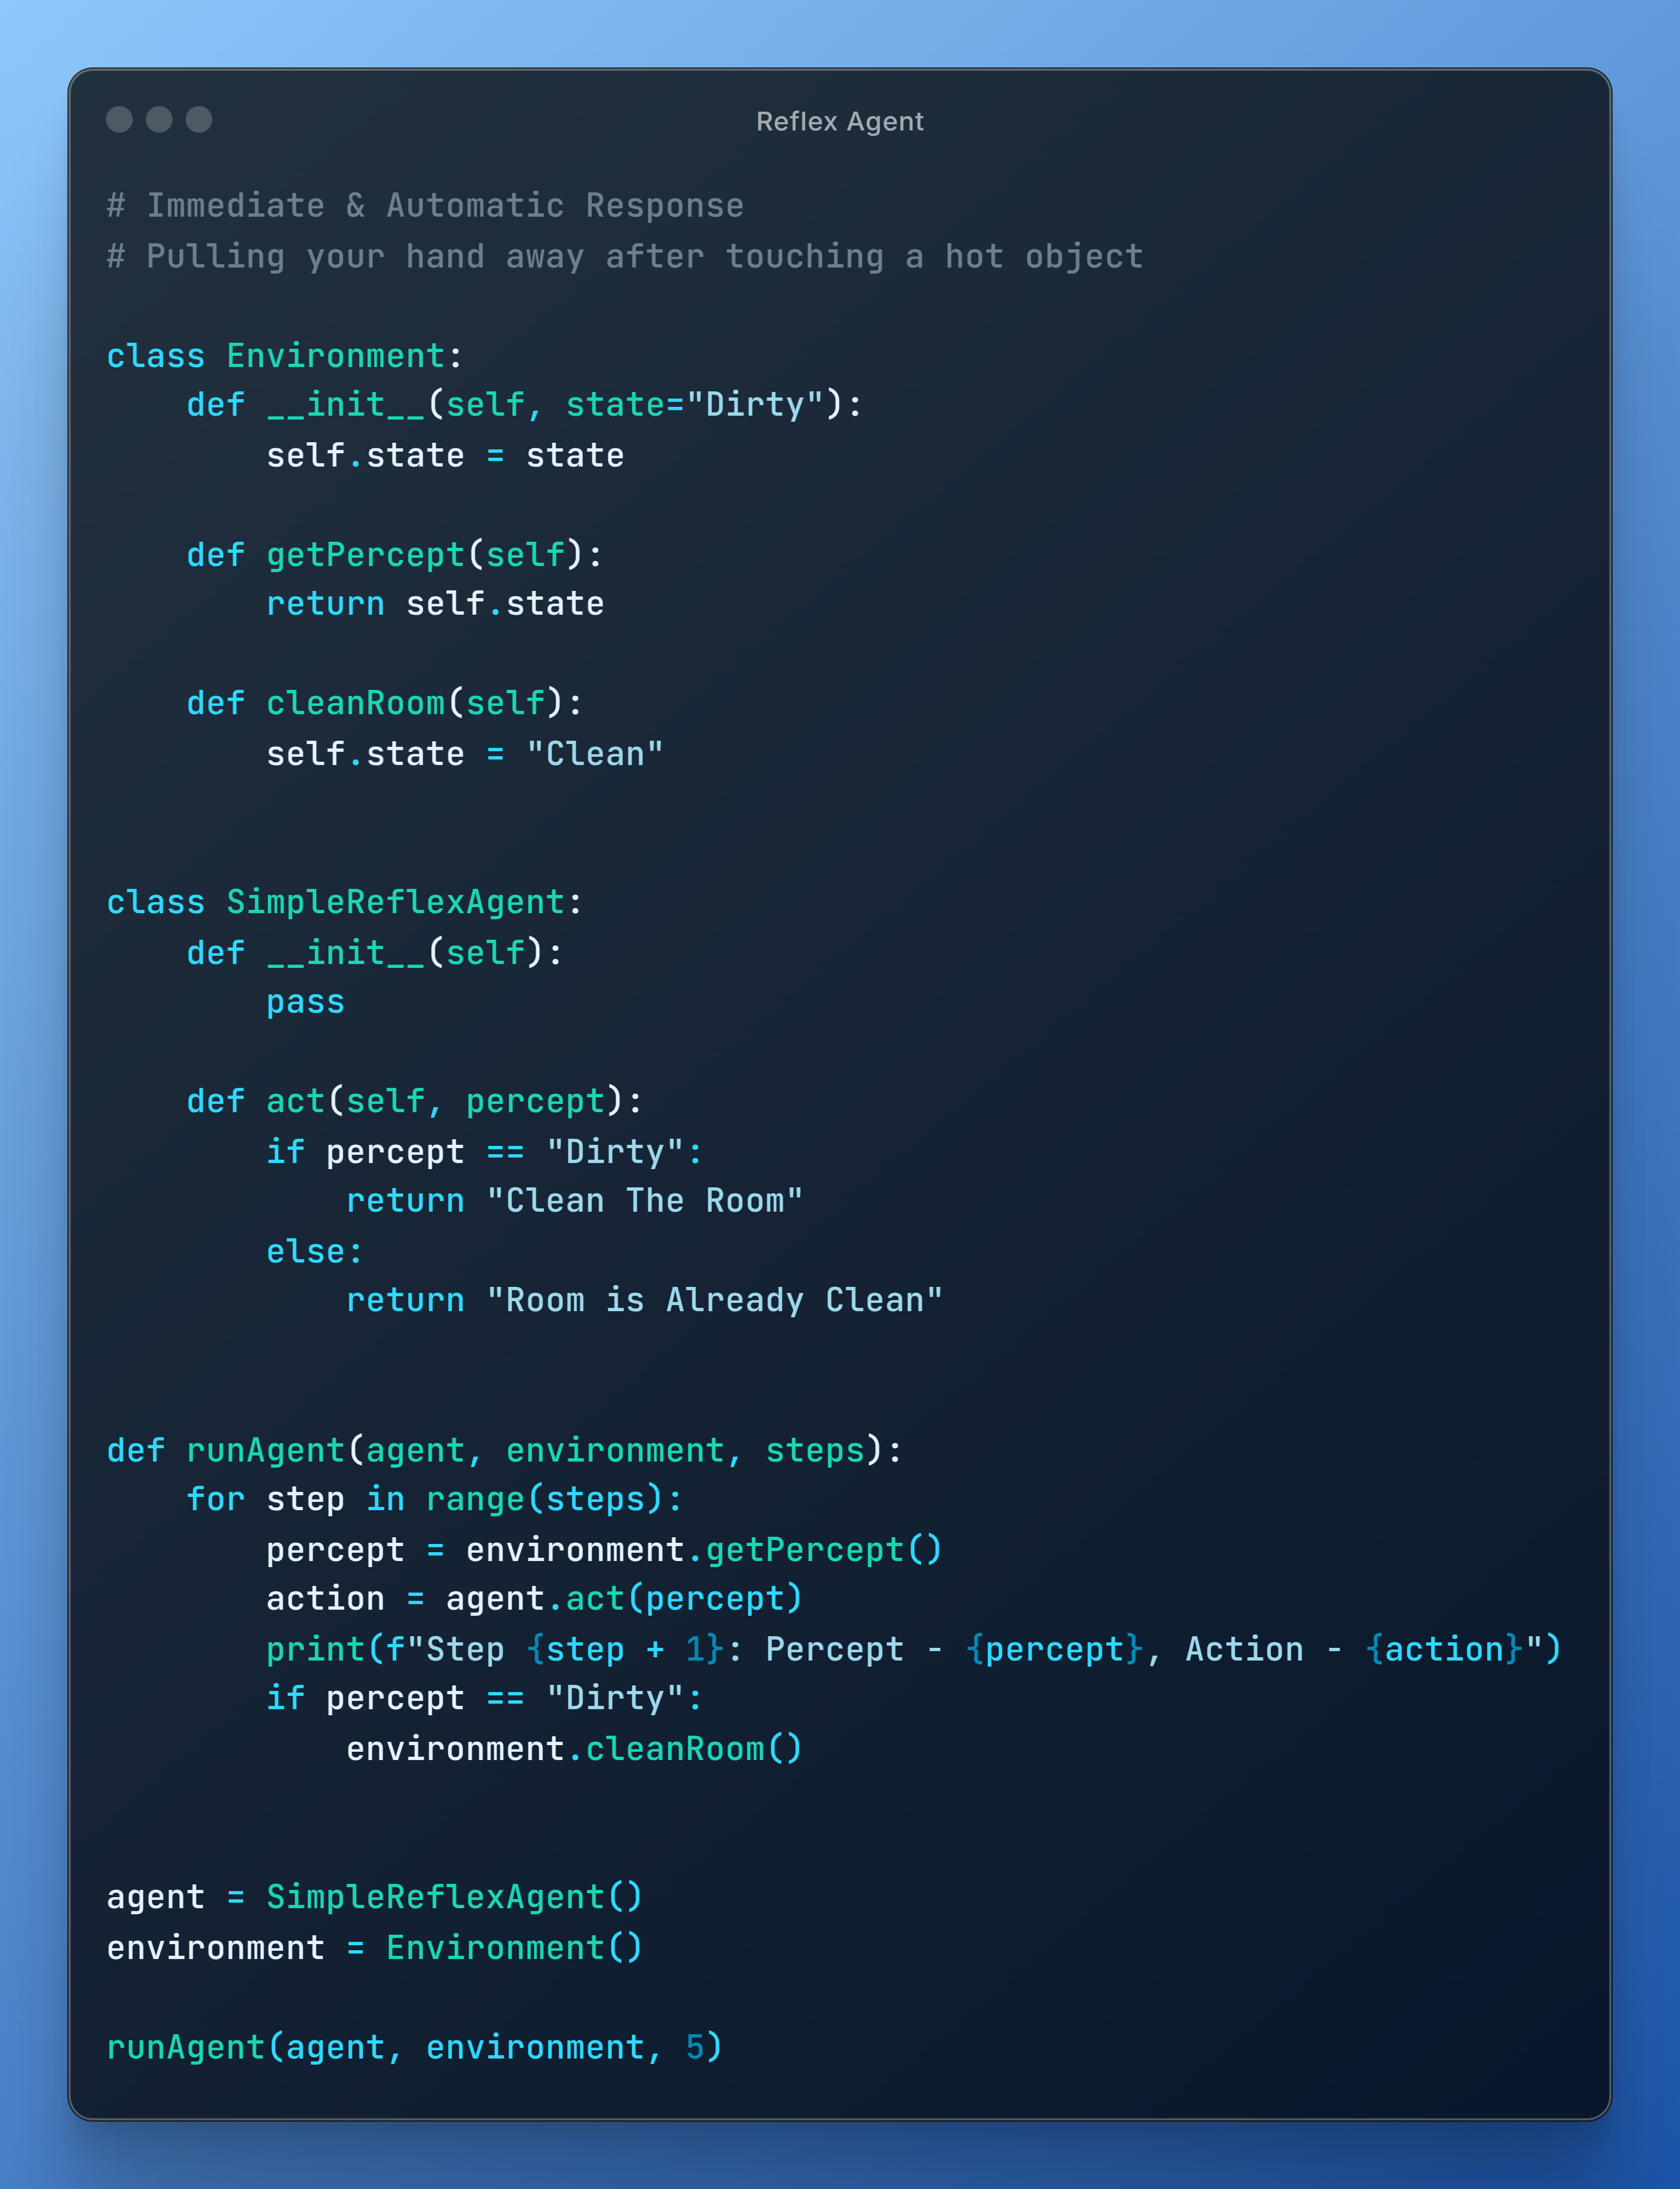 Reflex Agent
# Immediate & Automatic Response
# Pulling your hand away after touching a hot object
class Environment:
    def __init__(self, state="Dirty"):
        self.state = state
    def getPercept(self):
        return self.state
    def cleanRoom(self):
        self.state = "Clean"
class SimpleReflexAgent:
    def __init__(self):
        pass
    def act(self, percept):
        if percept == "Dirty":
            return "Clean The Room"
        else:
            return "Room is Already Clean"
def runAgent(agent, environment, steps):
    for step in range(steps):
        percept = environment.getPercept()
        action = agent.act(percept)
        print(f"Step {step + 1}: Percept - {percept}, Action - {action}")
        if percept == "Dirty":
            environment.cleanRoom()
agent = SimpleReflexAgent()
environment = Environment()
runAgent(agent, environment, 5)